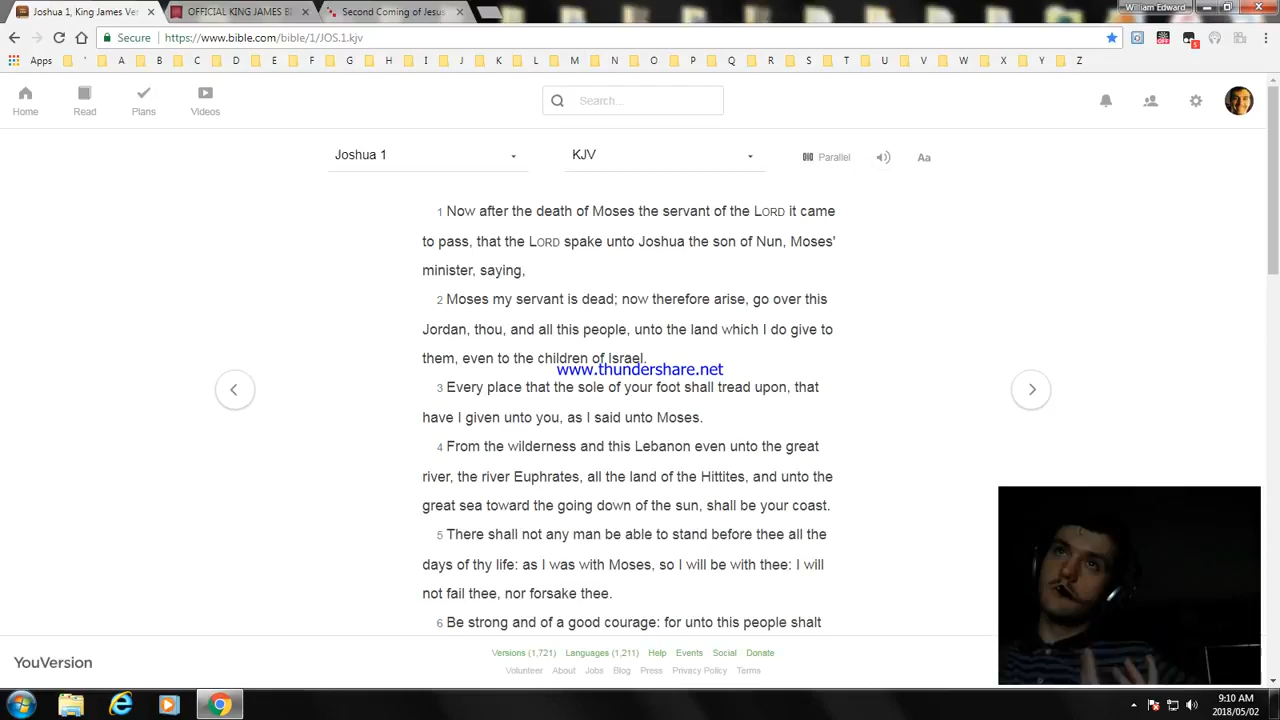 Joshua 1, King James Ver
OFFICIAL KING JAMES BI
Second Coming of Jesus
William Edward
Secure https://www.bible.com/bible/1/JOS.1.kjv
Apps ' A B C D E F G H I J K L M N O P Q R S T U V W X Y Z
Home Read Plans Videos
Search...
Joshua 1 KJV Parallel Aa
1 Now after the death of Moses the servant of the LORD it came
to pass, that the LORD spake unto Joshua the son of Nun, Moses'
minister, saying,
2 Moses my servant is dead; now therefore arise, go over this
Jordan, thou, and all this people, unto the land which I do give to
them, even to the children of Israel.
www.thundershare.net
3 Every place that the sole of your foot shall tread upon, that
have I given unto you, as I said unto Moses.
4 From the wilderness and this Lebanon even unto the great
river, the river Euphrates, all the land of the Hittites, and unto the
great sea toward the going down of the sun, shall be your coast.
5 There shall not any man be able to stand before thee all the
days of thy life: as I was with Moses, so I will be with thee: I will
not fail thee, nor forsake thee.
6 Be strong and of a good courage: for unto this people shalt
YouVersion
Versions (1,721) Languages (1,211) Help Events Social Donate
Volunteer About Jobs Blog Press Privacy Policy Terms
9:10 AM
2018/05/02